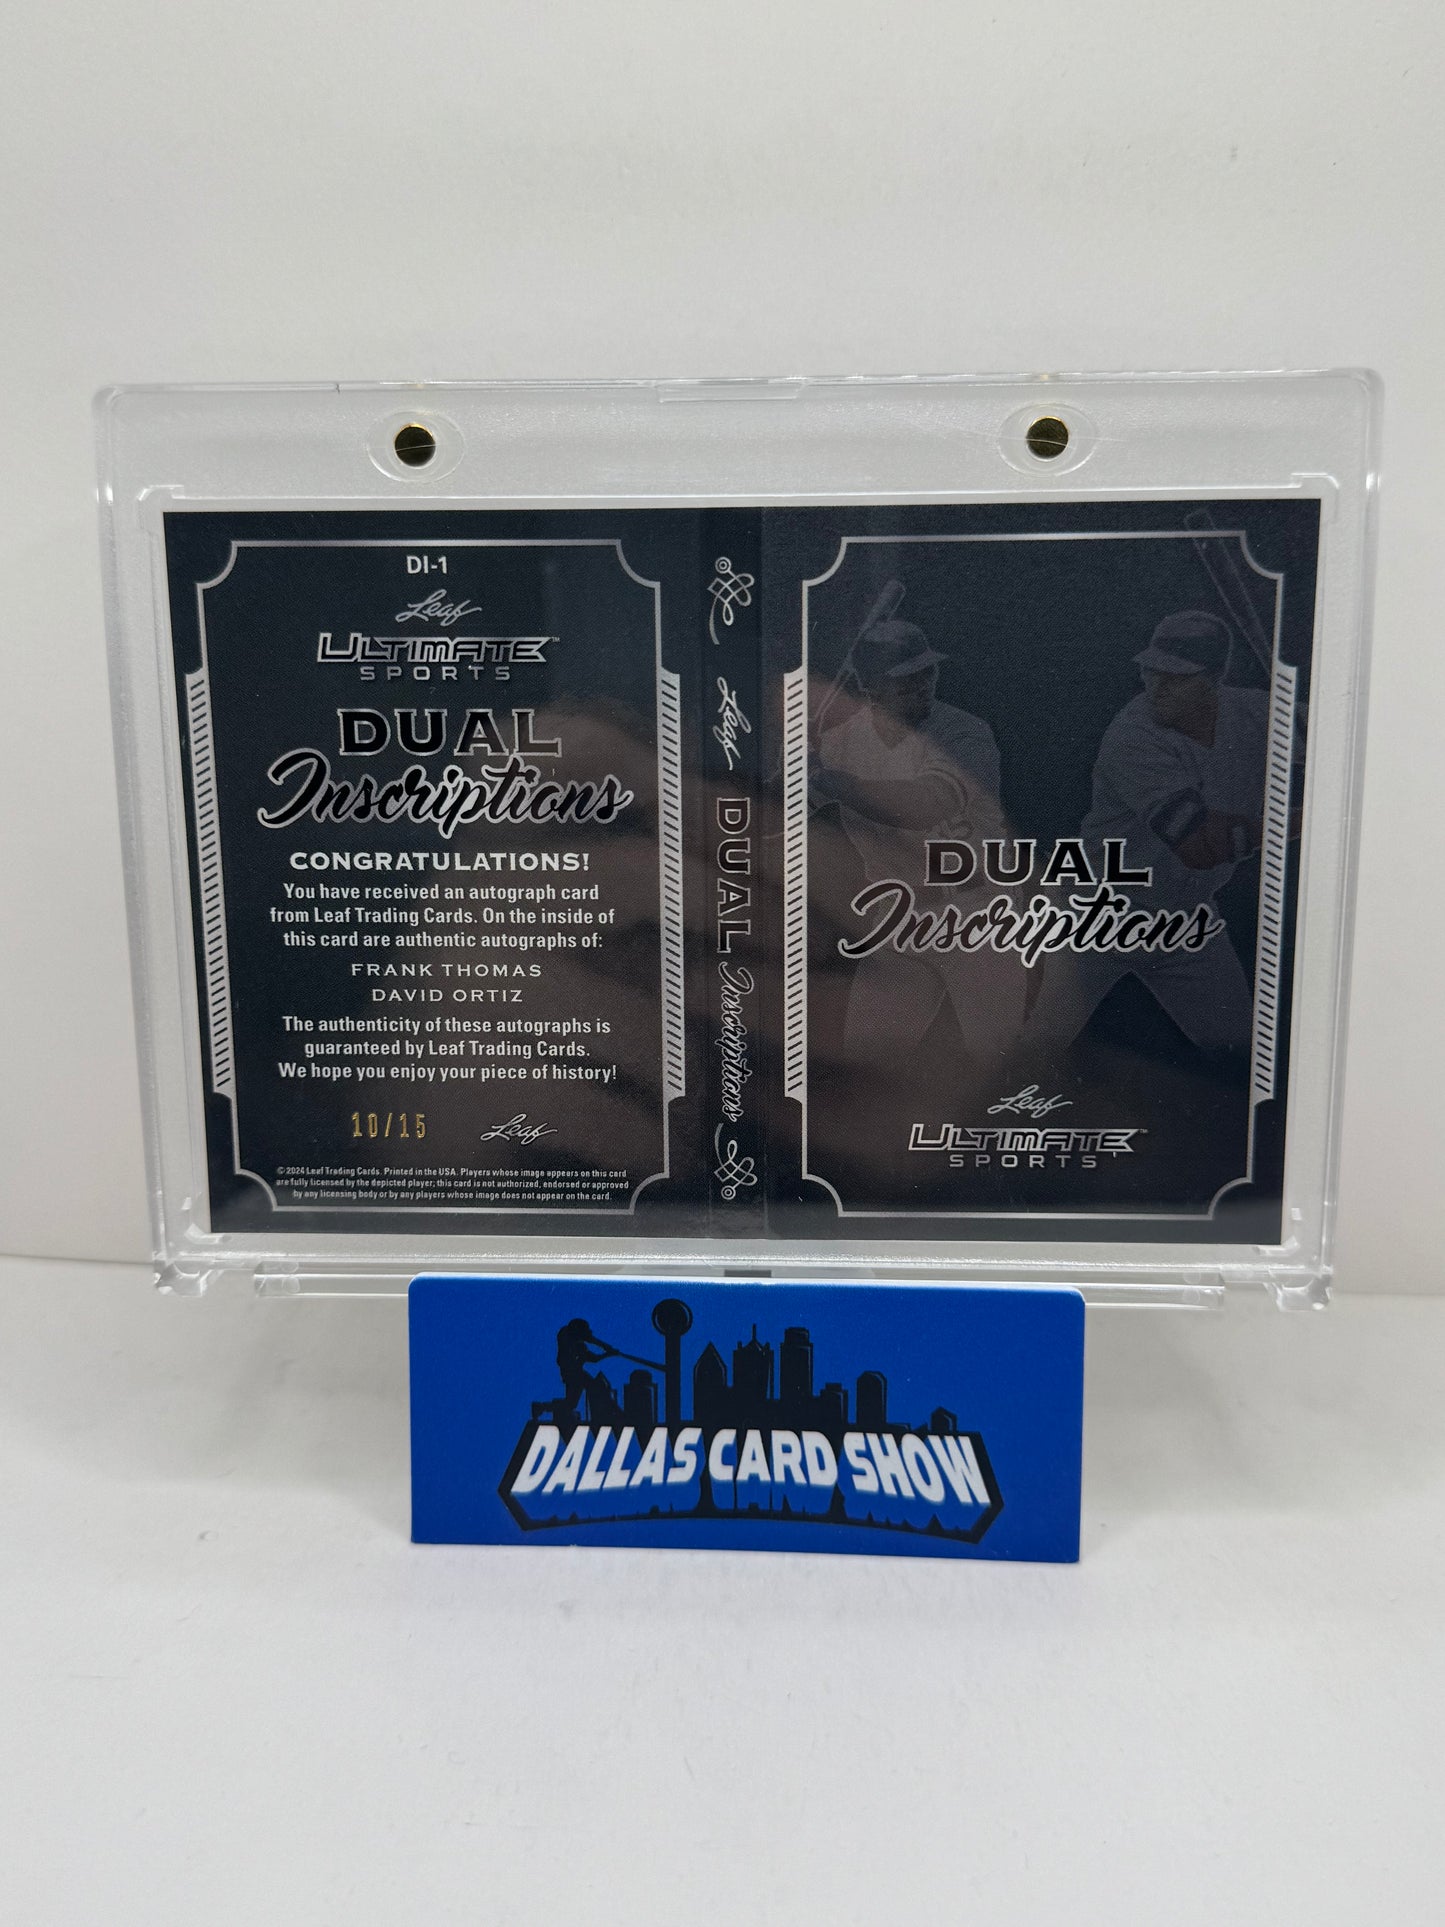 DI-1
Leaf
ULTIMATE™
SPORTS
DUAL
Inscriptions
CONGRATULATIONS!
You have received an autograph card
from Leaf Trading Cards. On the inside of
this card are authentic autographs of:
FRANK THOMAS
DAVID ORTIZ
The authenticity of these autographs is
guaranteed by Leaf Trading Cards.
We hope you enjoy your piece of history!
10/15
Leaf
© 2024 Leaf Trading Cards. Printed in the USA. Players whose image appears on this card
are fully licensed by the depicted player; this card is not authorized, endorsed or approved
by any licensing body or by any players whose image does not appear on the card.
Leaf DUAL Inscriptions
DUAL
Inscriptions
Leaf
ULTIMATE™
SPORTS
DALLAS CARD SHOW